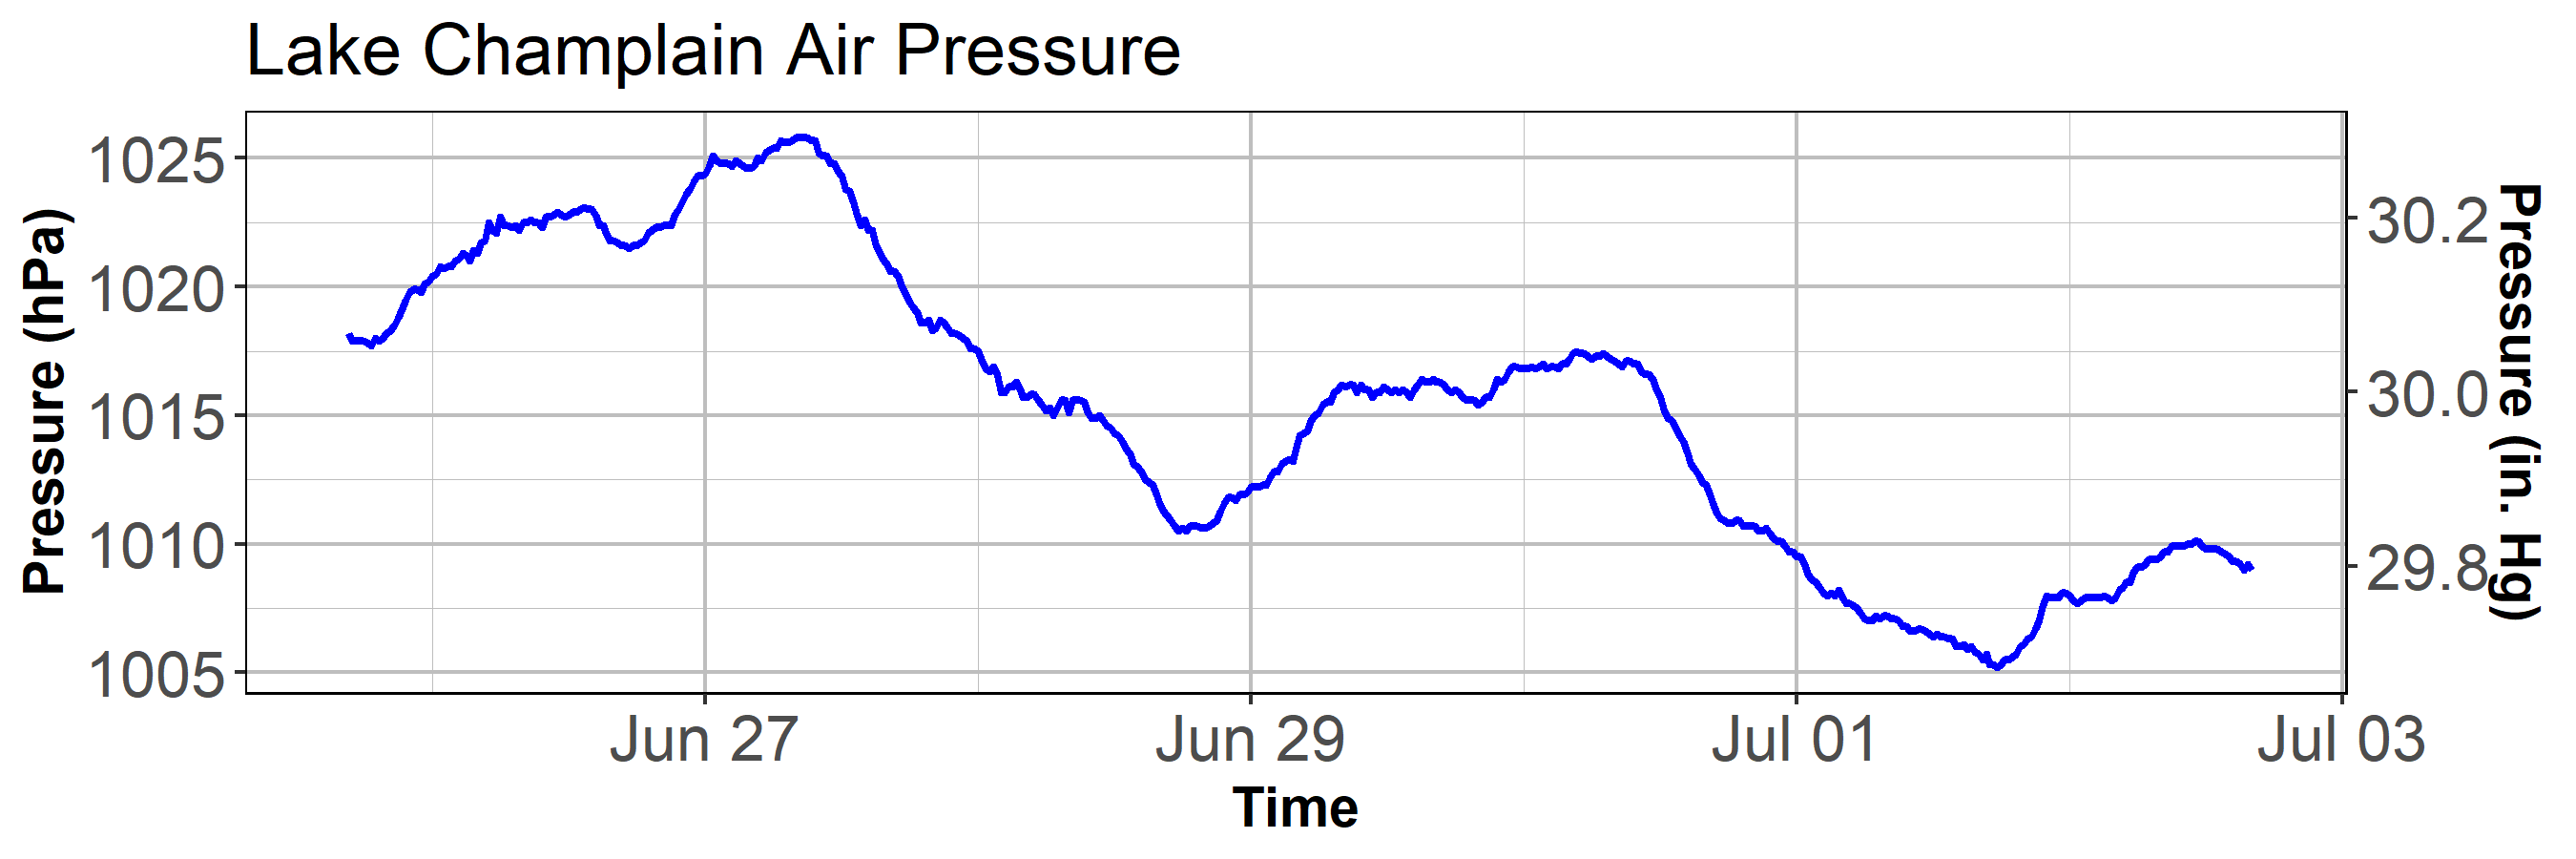 Lake Champlain Air Pressure
Pressure (hPa)
1025
1020
1015
1010
1005
30.2
30.0
29.8
Pressure (in. Hg)
Jun 27
Jun 29
Jul 01
Jul 03
Time